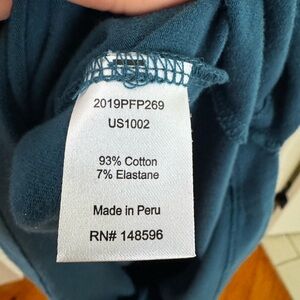 2019PFP269
US1002
93% Cotton
7% Elastane
Made in Peru
RN# 148596